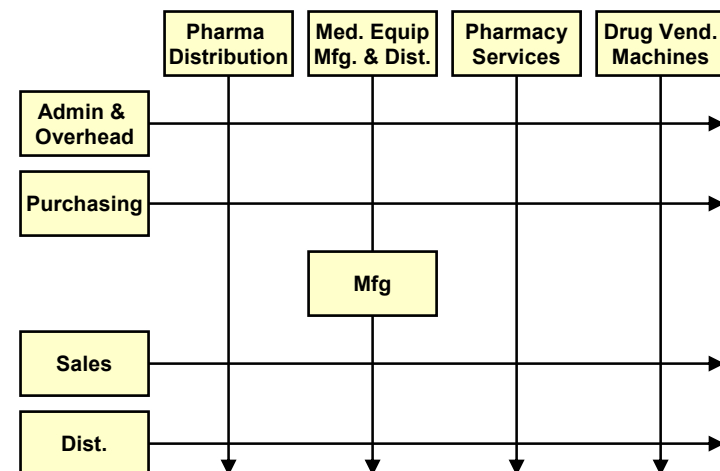 Pharma
Distribution
Med. Equip
Mfg. & Dist.
Pharmacy
Services
Drug Vend.
Machines
Admin &
Overhead
Purchasing
Mfg
Sales
Dist.